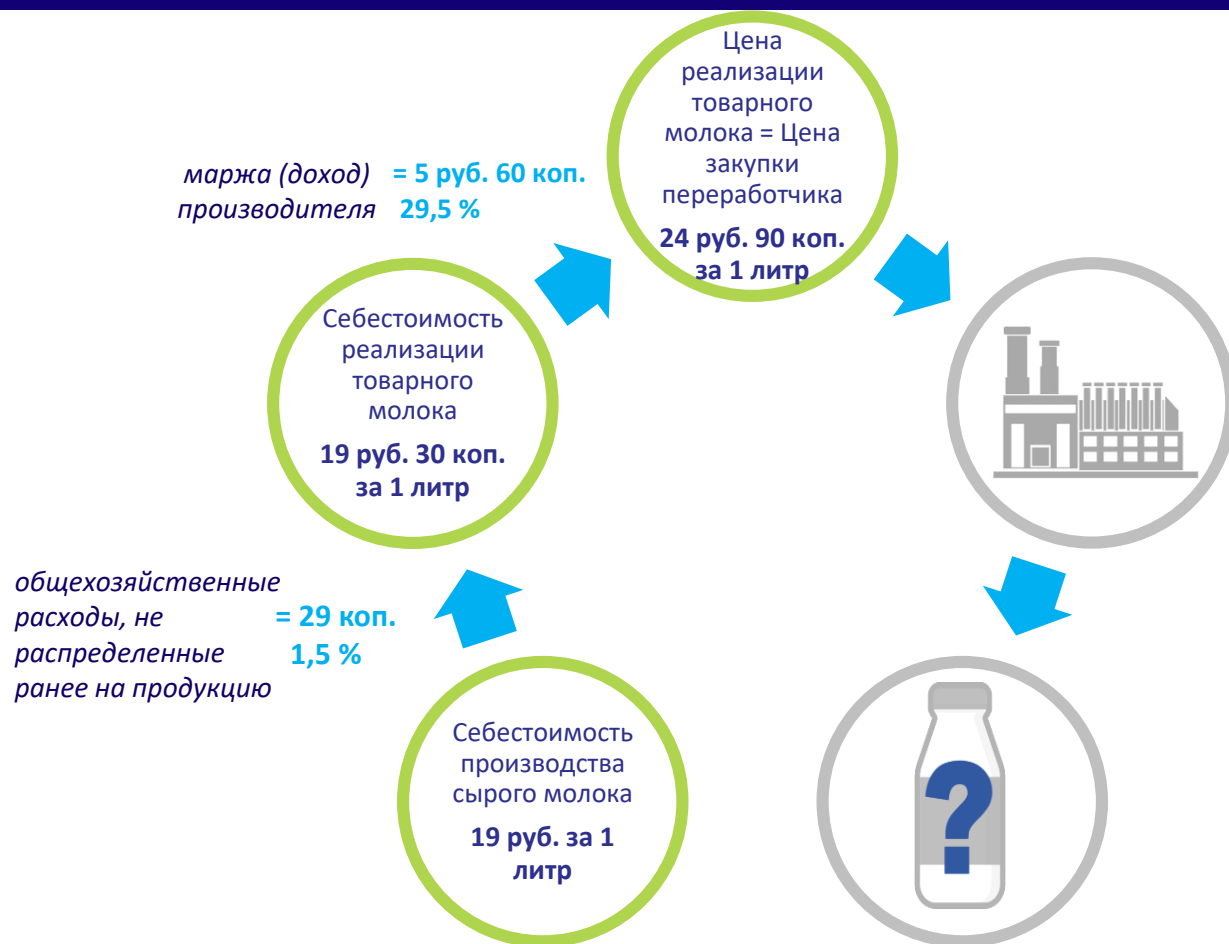 Цена
реализации
товарного
молока = Цена
закупки
переработчика
24 руб. 90 коп.
за 1 литр
маржа (доход) = 5 руб. 60 коп.
производителя 29,5 %
Себестоимость
реализации
товарного
молока
19 руб. 30 коп.
за 1 литр
общехозяйственные
расходы, не = 29 коп.
распределенные 1,5 %
ранее на продукцию
Себестоимость
производства
сырого молока
19 руб. за 1
литр
?